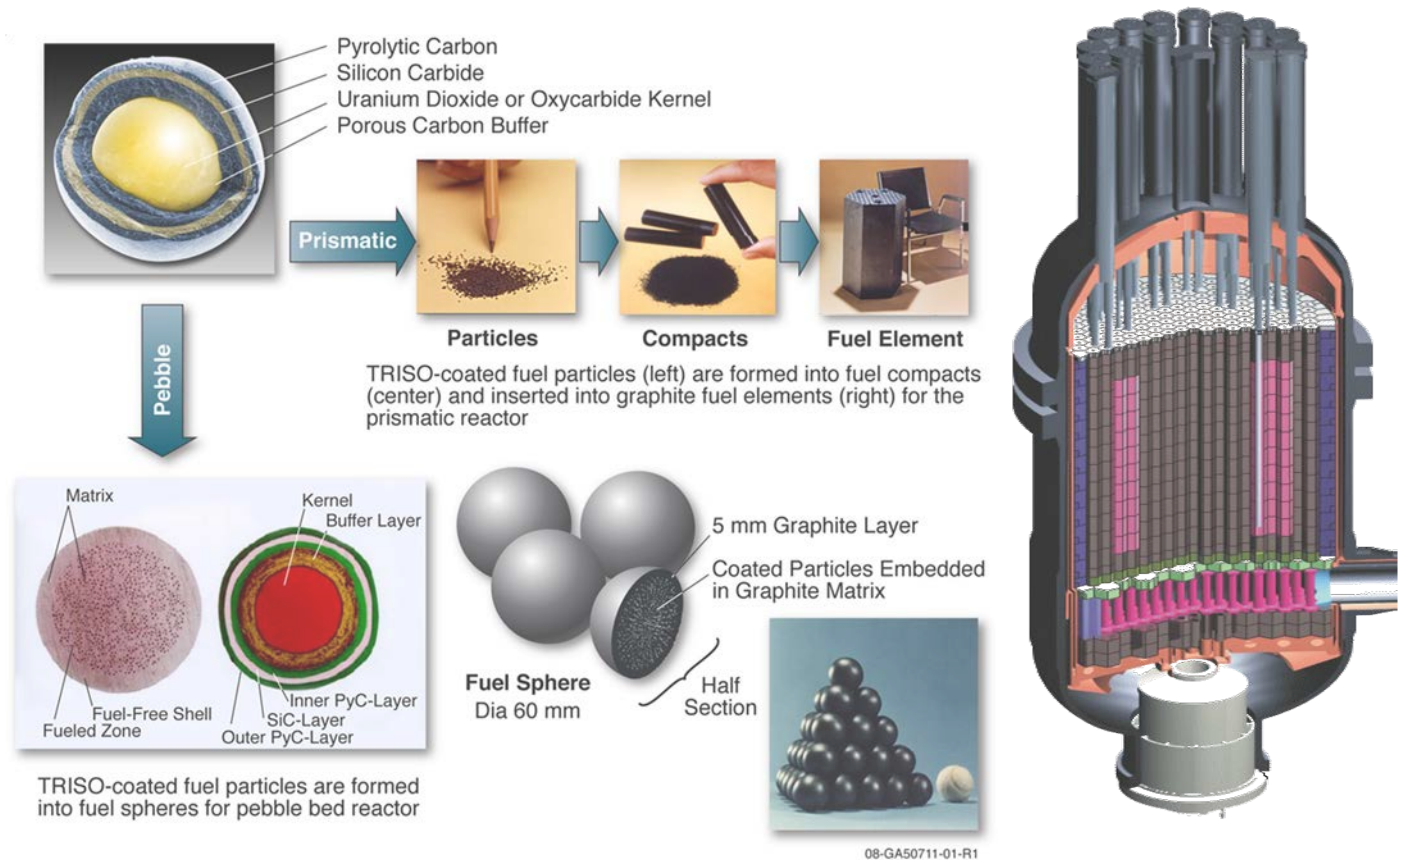 Pyrolytic Carbon
Silicon Carbide
Uranium Dioxide or Oxycarbide Kernel
Porous Carbon Buffer
Prismatic
Particles
Compacts
Fuel Element
TRISO-coated fuel particles (left) are formed into fuel compacts
(center) and inserted into graphite fuel elements (right) for the
prismatic reactor
Pebble
Matrix
Kernel
Buffer Layer
Fuel-Free Shell
Fueled Zone
Inner PyC-Layer
SiC-Layer
Outer PyC-Layer
TRISO-coated fuel particles are formed
into fuel spheres for pebble bed reactor
5 mm Graphite Layer
Coated Particles Embedded
in Graphite Matrix
Fuel Sphere
Dia 60 mm
Half
Section
08-GA50711-01-R1